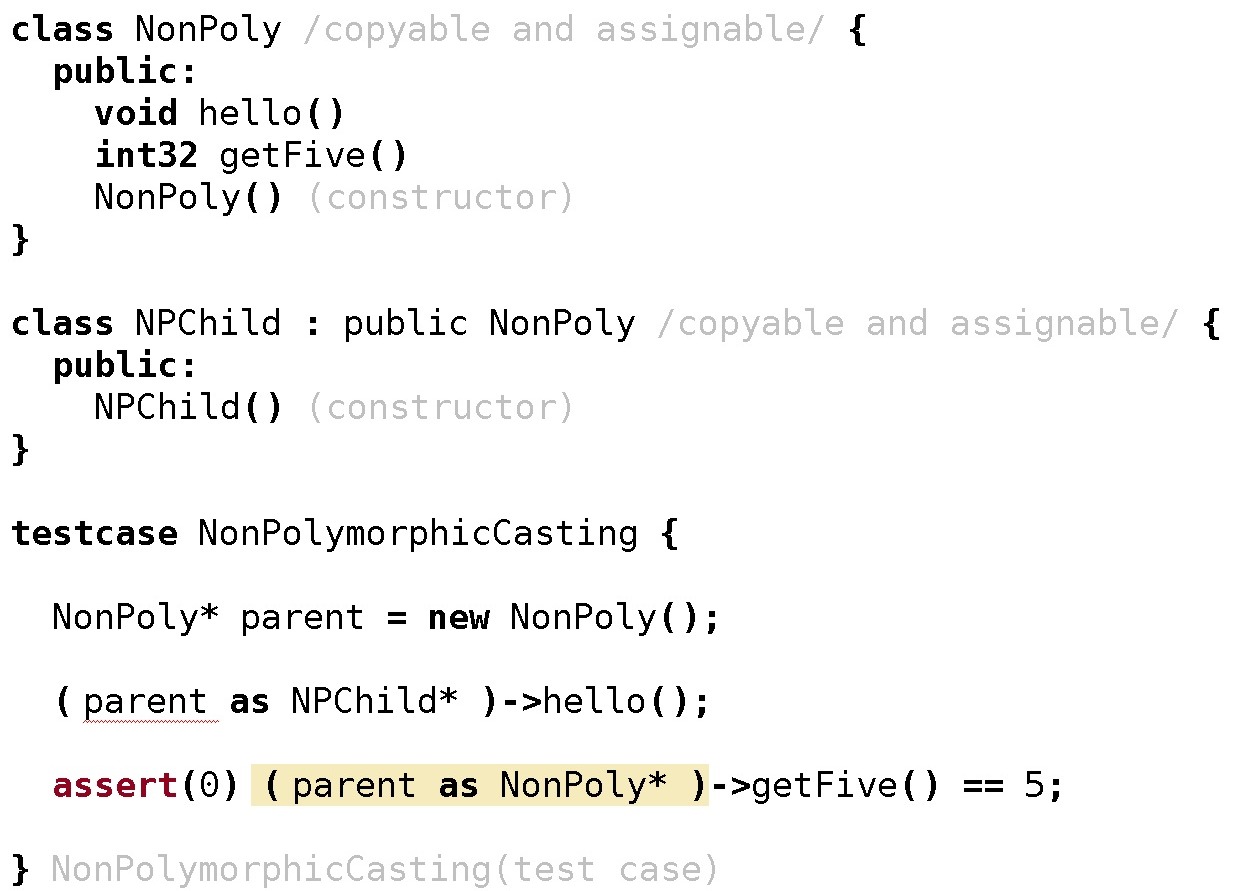 class NonPoly /copyable and assignable/ {
public:
void hello()
int32 getFive()
NonPoly() (constructor)
}
class NPChild : public NonPoly /copyable and assignable/ {
public:
NPChild() (constructor)
}
testcase NonPolymorphicCasting {
NonPoly* parent = new NonPoly();
( parent as NPChild* )->hello();
assert(0) ( parent as NonPoly* )->getFive() == 5;
} NonPolymorphicCasting(test case)